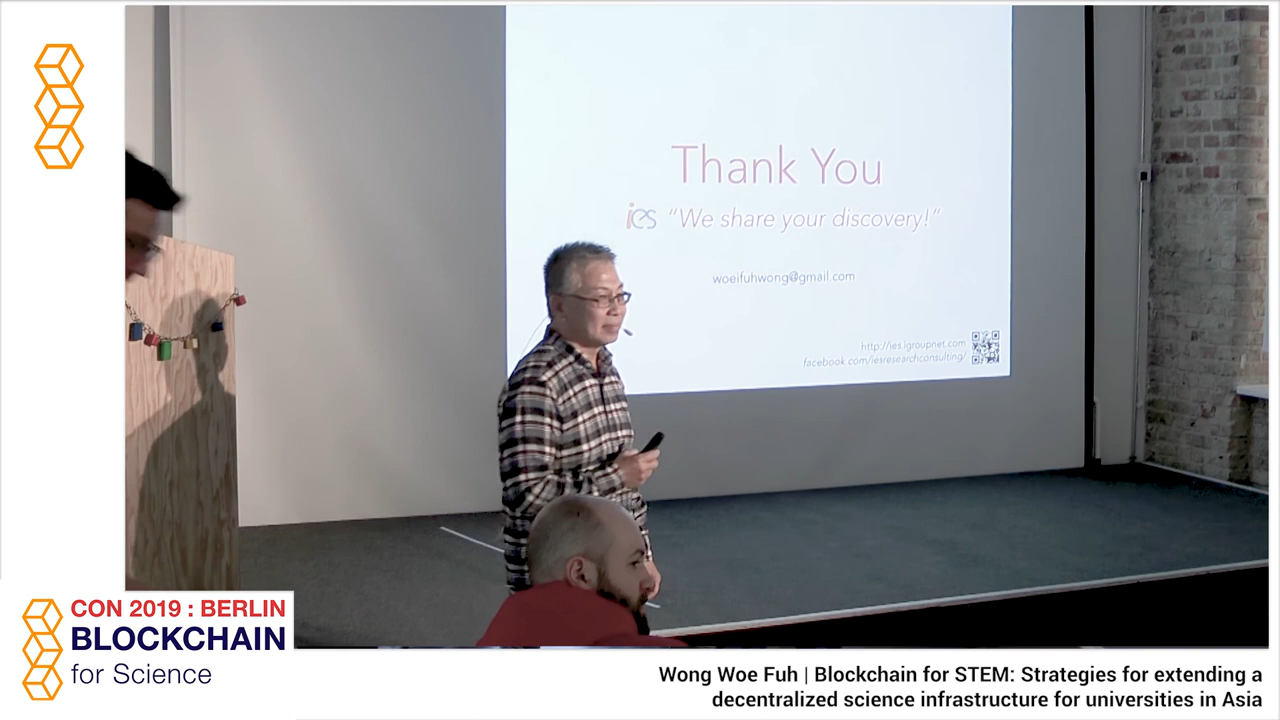 Thank You
ies "We share your discovery!"
woeifuhwong@gmail.com
http://ies.igroupnet.com
facebook.com/iesresearchconsulting/
CON 2019 : BERLIN
BLOCKCHAIN
for Science
Wong Woe Fuh | Blockchain for STEM: Strategies for extending a
decentralized science infrastructure for universities in Asia